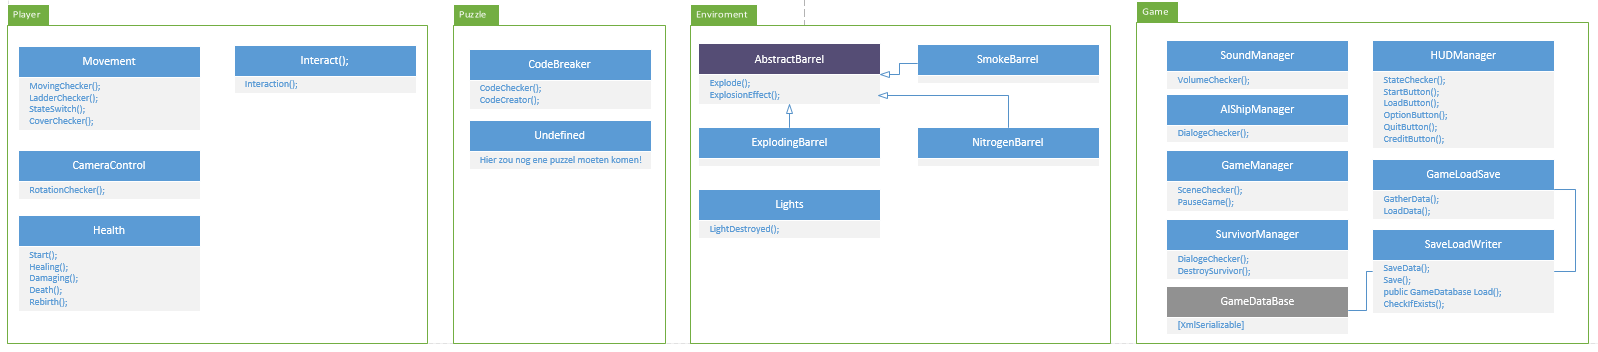 Player
Movement
MovingChecker();
LadderChecker();
StateSwitch();
CoverChecker();
Interact();
Interaction();
CameraControl
RotationChecker();
Health
Start();
Healing();
Damaging();
Death();
Rebirth();
Puzzle
CodeBreaker
CodeChecker();
CodeCreator();
Undefined
Hier zou nog ene puzzel moeten komen!
Enviroment
AbstractBarrel
Explode();
ExplosionEffect();
SmokeBarrel
ExplodingBarrel
NitrogenBarrel
Lights
LightDestroyed();
Game
SoundManager
VolumeChecker();
AIShipManager
DialogeChecker();
GameManager
SceneChecker();
PauseGame();
SurvivorManager
DialogeChecker();
DestroySurvivor();
GameDataBase
[XmlSerializable]
HUDManager
StateChecker();
StartButton();
LoadButton();
OptionButton();
QuitButton();
CreditButton();
GameLoadSave
GatherData();
LoadData();
SaveLoadWriter
SaveData();
Save();
public GameDatabase Load();
CheckIfExists();